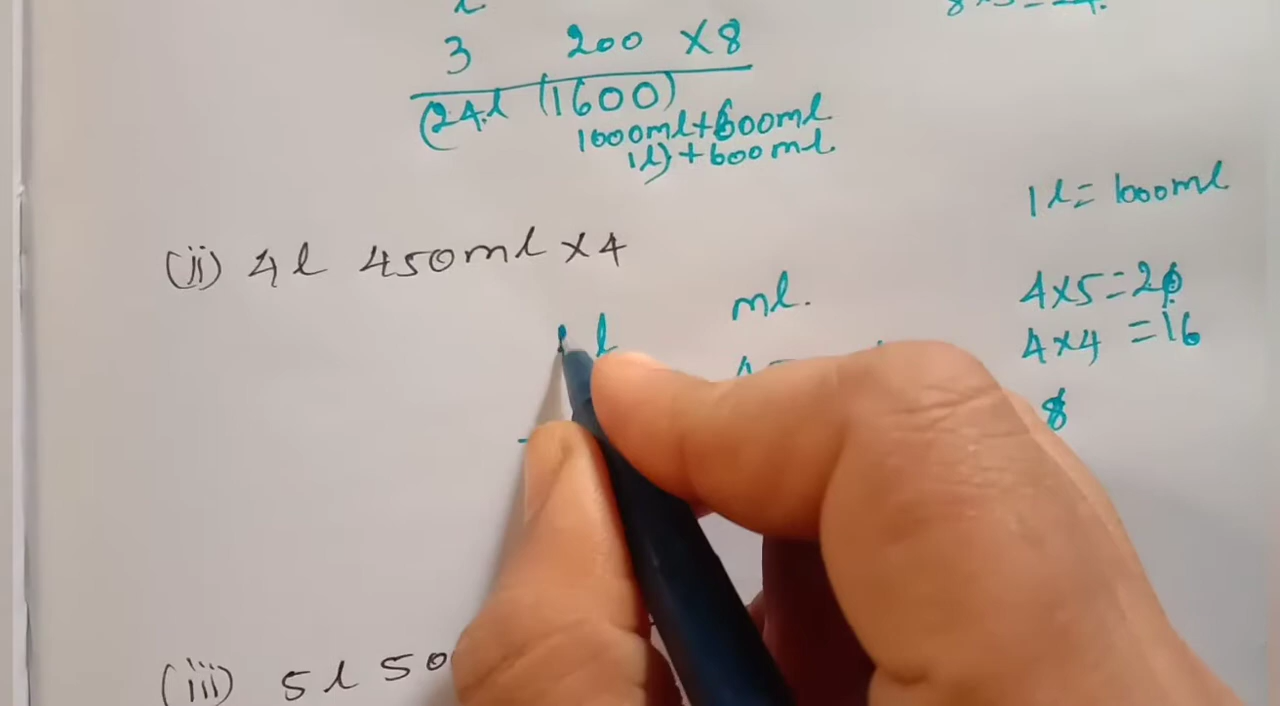 3 200 ×8
(24l (1600)
1000ml+600ml
1l)+600ml
1l= 1000ml
(ii) 4l 450ml ×4
4×5=20
l ml.
4×4 =16
8
(iii) 5l 50